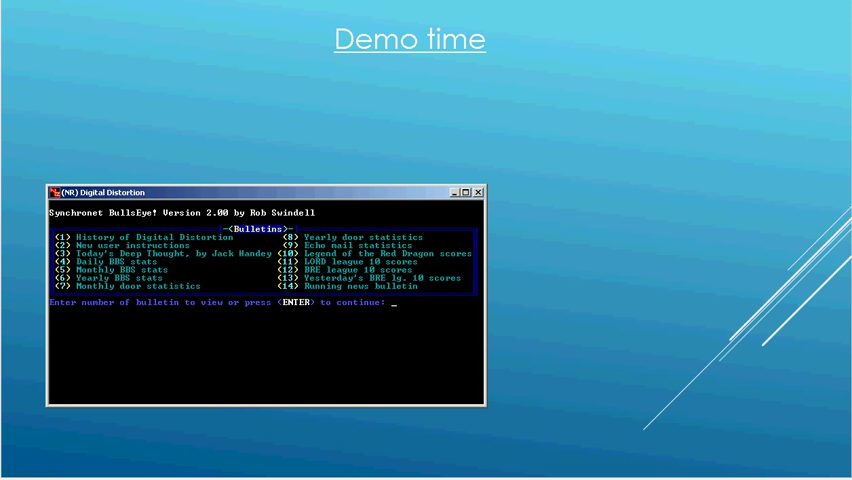 Demo time
(NR) Digital Distortion
Synchronet BullsEye! Version 2.00 by Rob Swindell
<Bulletins>
(1) History of Digital Distortion (8) Yearly door statistics
(2) New user instructions (9) Echo mail statistics
(3) Today's Deep Thought, by Jack Handey (10) Legend of the Red Dragon scores
(4) Daily BBS stats (11) LORD league 10 scores
(5) Monthly BBS stats (12) BRE league 10 scores
(6) Yearly BBS stats (13) Yesterday's BRE lg. 10 scores
(7) Monthly door statistics (14) Running news bulletin
Enter number of bulletin to view or press <ENTER> to continue: _